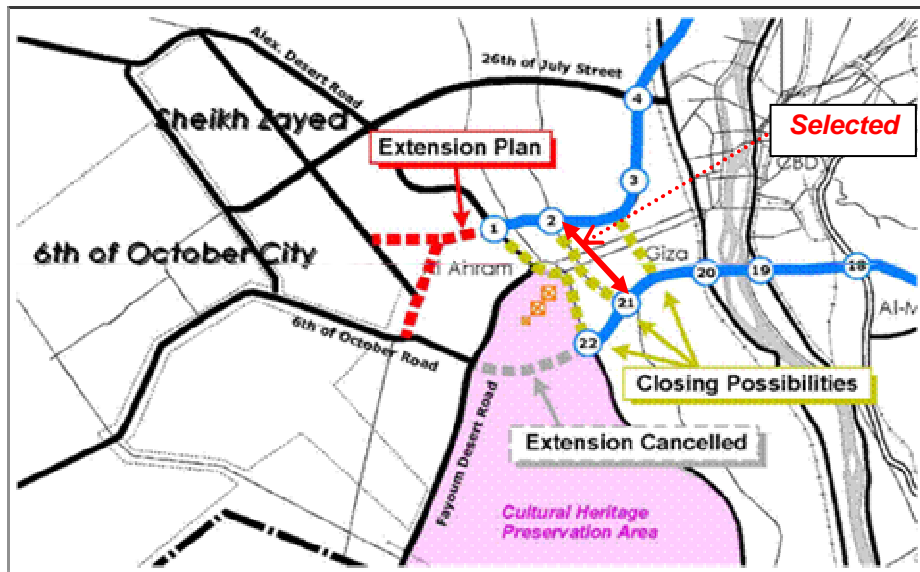 Alex. Desert Road
26th of July Street
4
Selected
Sheikh Zayed
Extension Plan
CBD
3
1
2
6th of October City
El Ahram
Giza
20
19
18
21
Al-M
6th of October Road
22
Closing Possibilities
Extension Cancelled
Fayoum Desert Road
Cultural Heritage
Preservation Area